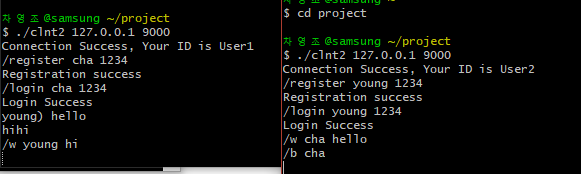 차영조@samsung ~/project
$ ./clnt2 127.0.0.1 9000
Connection Success, Your ID is User1
/register cha 1234
Registration success
/login cha 1234
Login Success
young) hello
hihi
/w young hi
$ cd project
차영조@samsung ~/project
$ ./clnt2 127.0.0.1 9000
Connection Success, Your ID is User2
/register young 1234
Registration success
/login young 1234
Login Success
/w cha hello
/b cha